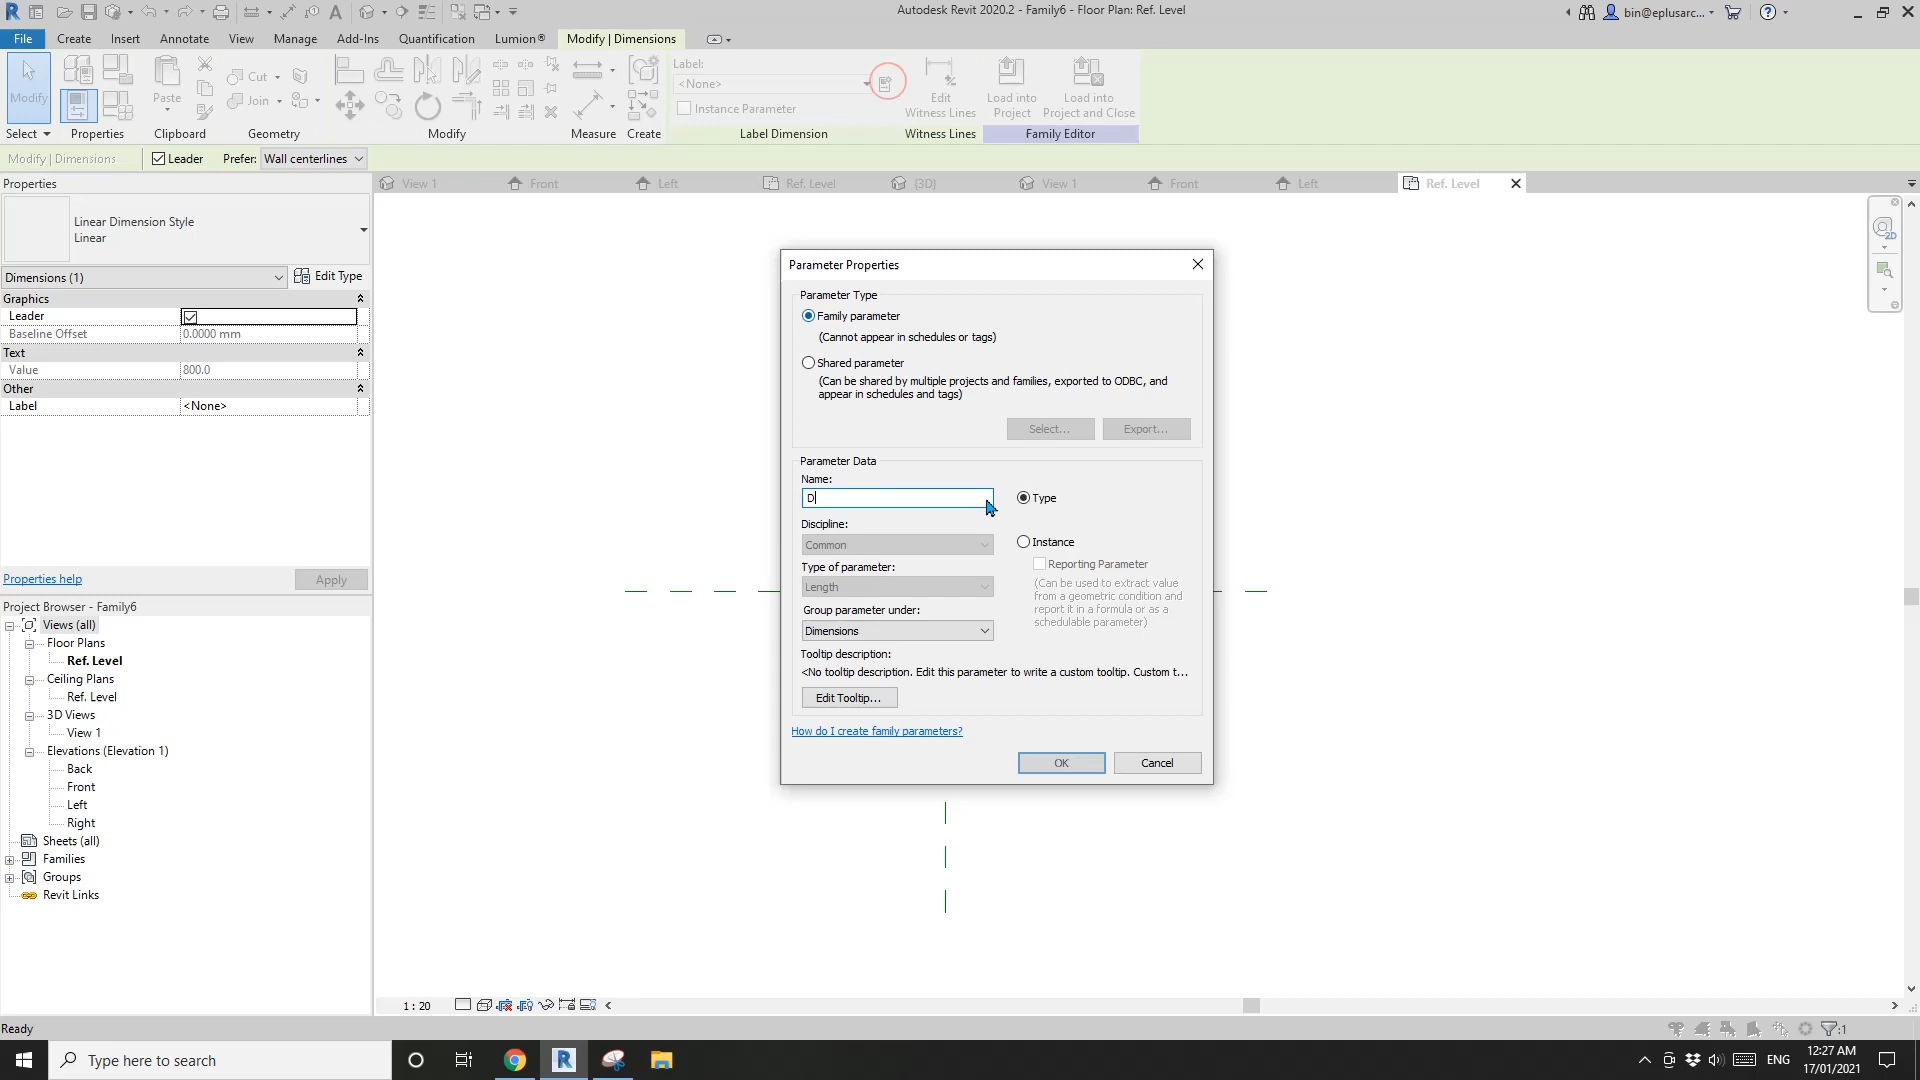 Autodesk Revit 2020.2 - Family6 - Floor Plan: Ref. Level
bin@eplusarc...
File Create Insert Annotate View Manage Add-Ins Quantification Lumion® Modify | Dimensions
Modify
Paste
Cut
Join
Label:
<None>
Instance Parameter
Edit
Witness Lines
Load into
Project
Load into
Project and Close
Select Properties Clipboard Geometry Modify Measure Create Label Dimension Witness Lines Family Editor
Modify | Dimensions Leader Prefer: Wall centerlines
Properties
View 1 Front Left Ref. Level {3D} View 1 Front Left Ref. Level
Linear Dimension Style
Linear
Dimensions (1) Edit Type
Graphics
Leader
Baseline Offset 0.0000 mm
Text
Value 800.0
Other
Label <None>
Properties help Apply
Project Browser - Family6
Views (all)
Floor Plans
Ref. Level
Ceiling Plans
Ref. Level
3D Views
View 1
Elevations (Elevation 1)
Back
Front
Left
Right
Sheets (all)
Families
Groups
Revit Links
Parameter Properties
Parameter Type
Family parameter
(Cannot appear in schedules or tags)
Shared parameter
(Can be shared by multiple projects and families, exported to ODBC, and
appear in schedules and tags)
Select... Export...
Parameter Data
Name:
D
Type
Discipline:
Common
Instance
Reporting Parameter
Type of parameter:
Length
(Can be used to extract value
from a geometric condition and
report it in a formula or as a
schedulable parameter)
Group parameter under:
Dimensions
Tooltip description:
<No tooltip description. Edit this parameter to write a custom tooltip. Custom t...
Edit Tooltip...
How do I create family parameters?
OK Cancel
2D
1 : 20
Ready
:1
Type here to search
ENG
12:27 AM
17/01/2021